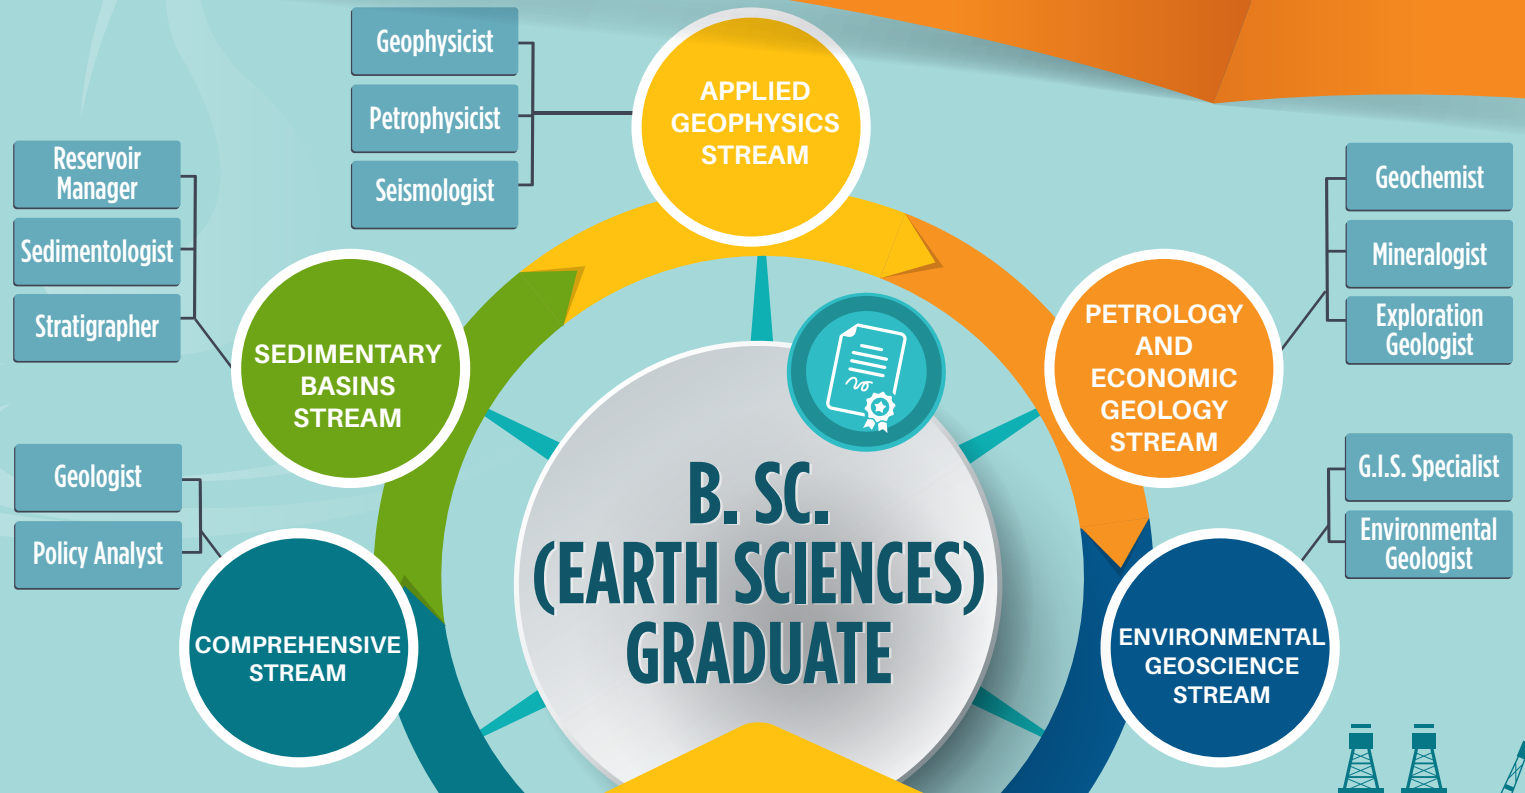 Geophysicist
Petrophysicist
Seismologist
APPLIED
GEOPHYSICS
STREAM
Reservoir
Manager
Sedimentologist
Stratigrapher
SEDIMENTARY
BASINS
STREAM
Geochemist
Mineralogist
Exploration
Geologist
PETROLOGY
AND
ECONOMIC
GEOLOGY
STREAM
Geologist
Policy Analyst
COMPREHENSIVE
STREAM
B. SC.
(EARTH SCIENCES)
GRADUATE
G.I.S. Specialist
Environmental
Geologist
ENVIRONMENTAL
GEOSCIENCE
STREAM